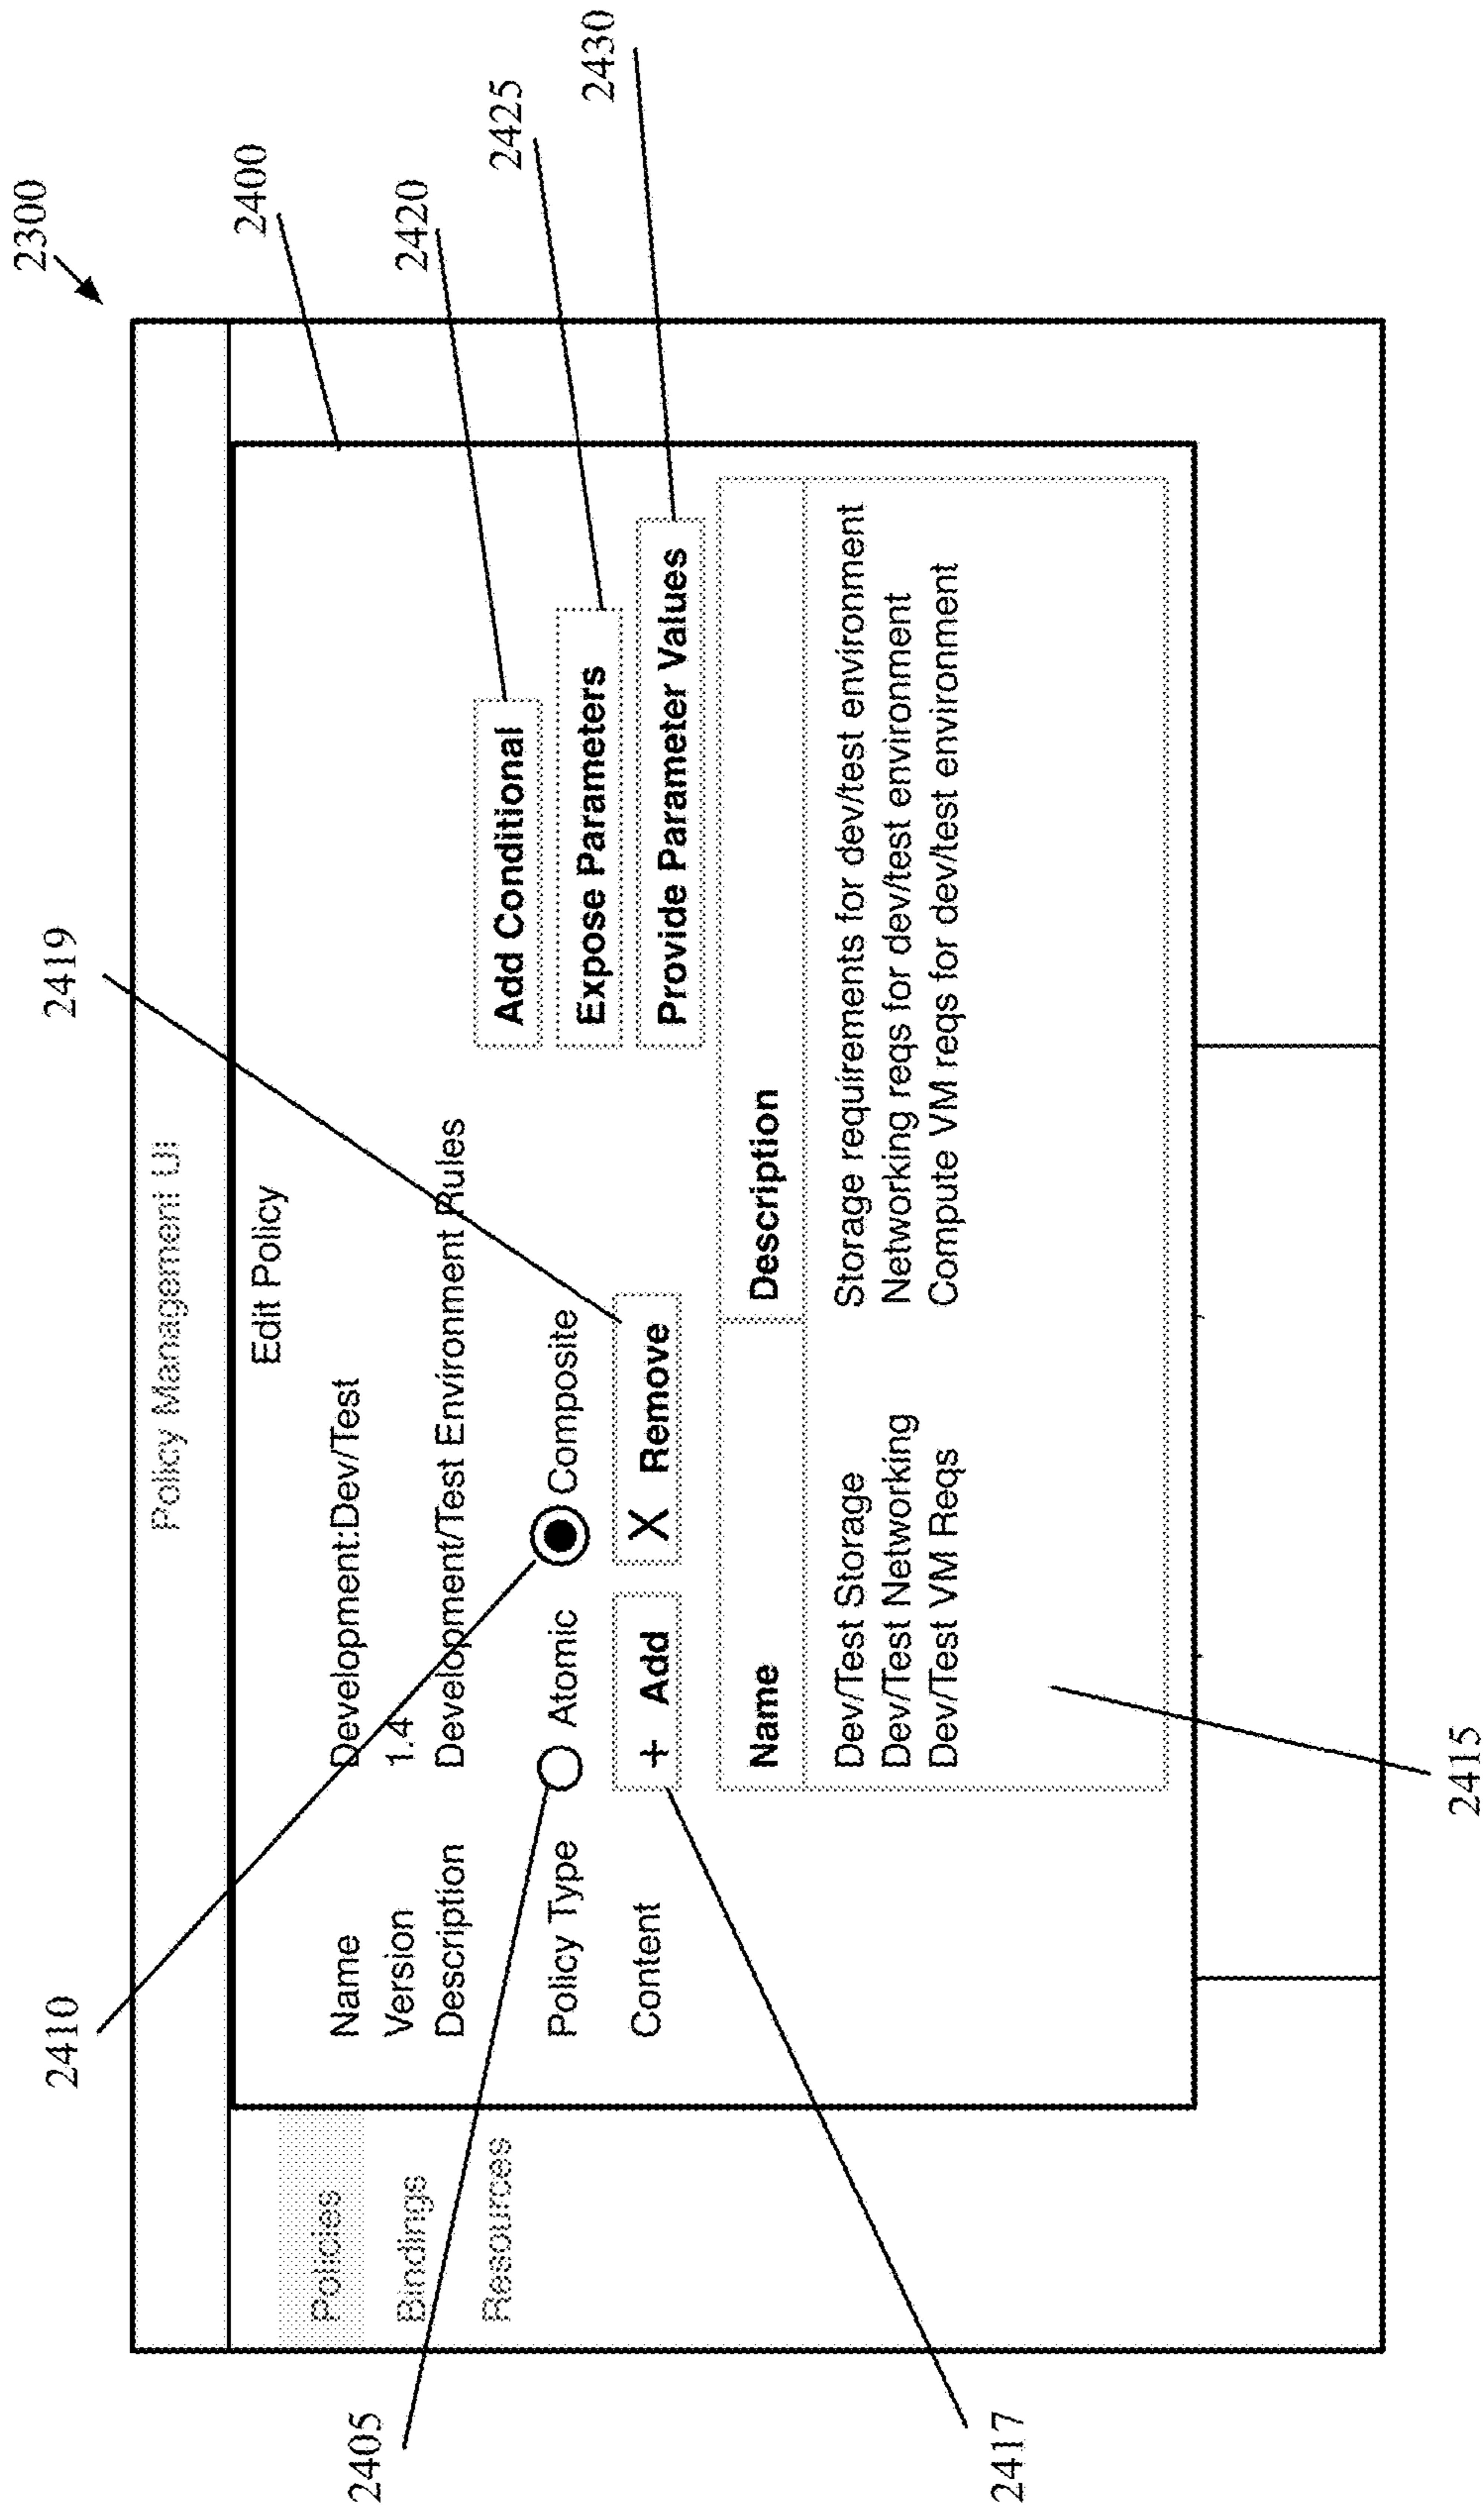 2300
2419
2410
2400
2420
2425
2430
Policy Management UI
Policies
Bindings
Resources
Edit Policy
Name Development:Dev/Test
Version 1.4
Description Development/Test Environment Rules
Policy Type Atomic Composite
Content + Add X Remove
Add Conditional
Expose Parameters
Provide Parameter Values
Name Description
Dev/Test Storage Storage requirements for dev/test environment
Dev/Test Networking Networking reqs for dev/test environment
Dev/Test VM Reqs Compute VM reqs for dev/test environment
2405
2417
2415